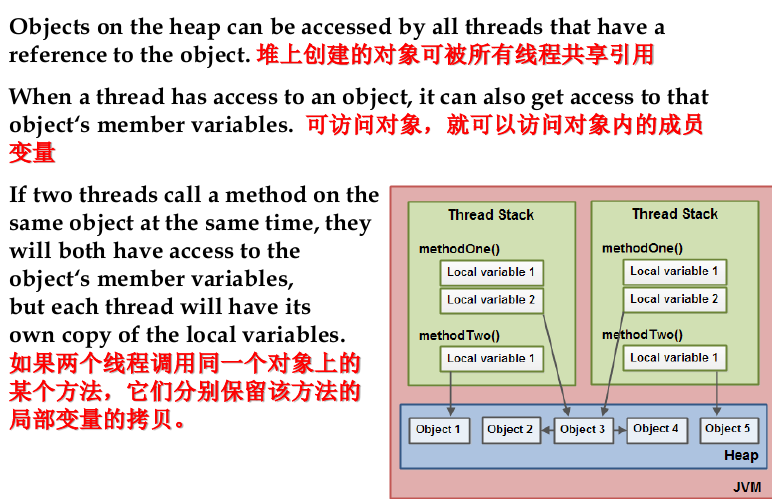 Objects on the heap can be accessed by all threads that have a
reference to the object. 堆上创建的对象可被所有线程共享引用
When a thread has access to an object, it can also get access to that
object‘s member variables. 可访问对象，就可以访问对象内的成员
变量
If two threads call a method on the
same object at the same time, they
will both have access to the
object‘s member variables,
but each thread will have its
own copy of the local variables.
如果两个线程调用同一个对象上的
某个方法，它们分别保留该方法的
局部变量的拷贝。
Thread Stack
methodOne()
Local variable 1
Local variable 2
methodTwo()
Local variable 1
Thread Stack
methodOne()
Local variable 1
Local variable 2
methodTwo()
Local variable 1
Object 1
Object 2
Object 3
Object 4
Object 5
Heap
JVM